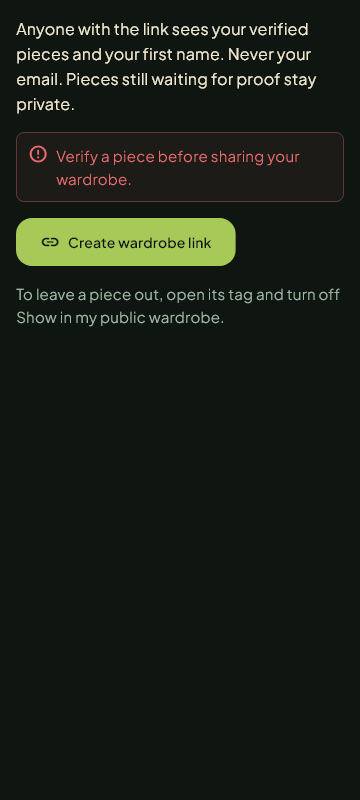 Anyone with the link sees your verified
pieces and your first name. Never your
email. Pieces still waiting for proof stay
private.
Verify a piece before sharing your
wardrobe.
Create wardrobe link
To leave a piece out, open its tag and turn off
Show in my public wardrobe.